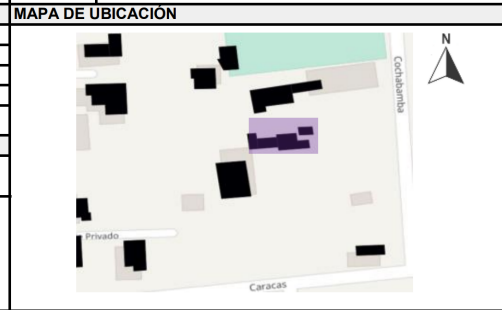 MAPA DE UBICACIÓN
N
Cochabamba
Privado
Caracas